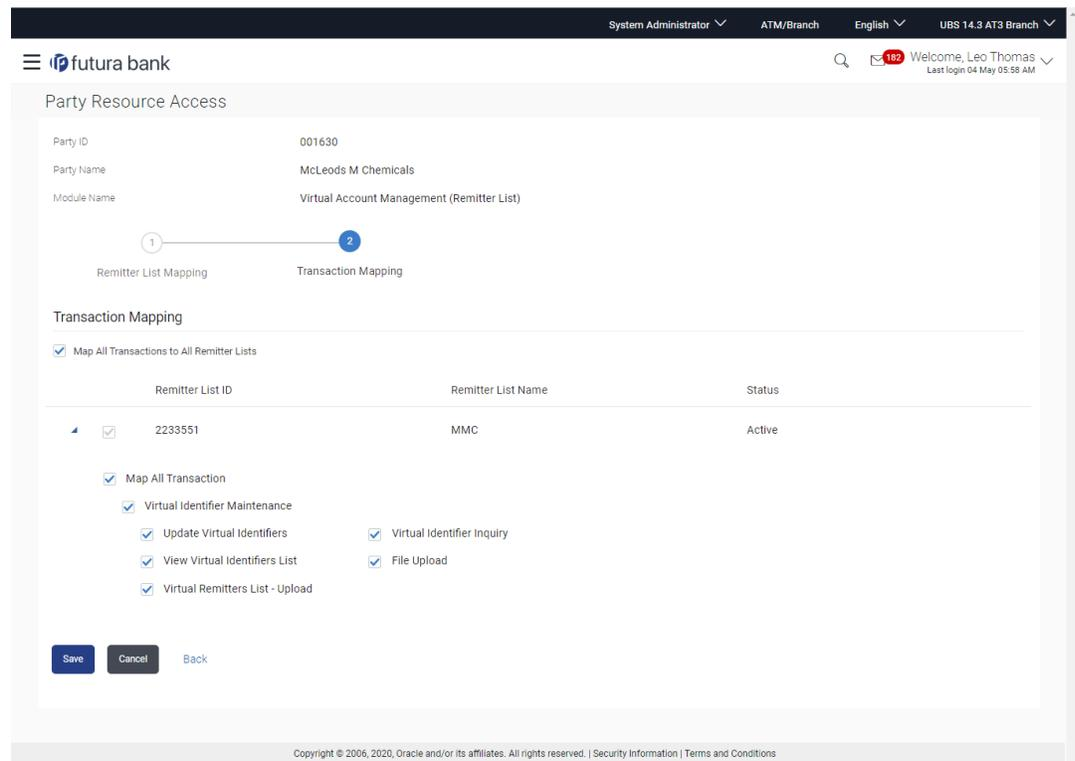 System Administrator ATM/Branch English UBS 14.3 AT3 Branch
futura bank 182 Welcome, Leo Thomas
Last login 04 May 05:58 AM
Party Resource Access
Party ID 001630
Party Name McLeods M Chemicals
Module Name Virtual Account Management (Remitter List)
1 2
Remitter List Mapping Transaction Mapping
Transaction Mapping
Map All Transactions to All Remitter Lists
Remitter List ID Remitter List Name Status
2233551 MMC Active
Map All Transaction
Virtual Identifier Maintenance
Update Virtual Identifiers Virtual Identifier Inquiry
View Virtual Identifiers List File Upload
Virtual Remitters List - Upload
Save Cancel Back
Copyright © 2006, 2020, Oracle and/or its affiliates. All rights reserved. | Security Information | Terms and Conditions